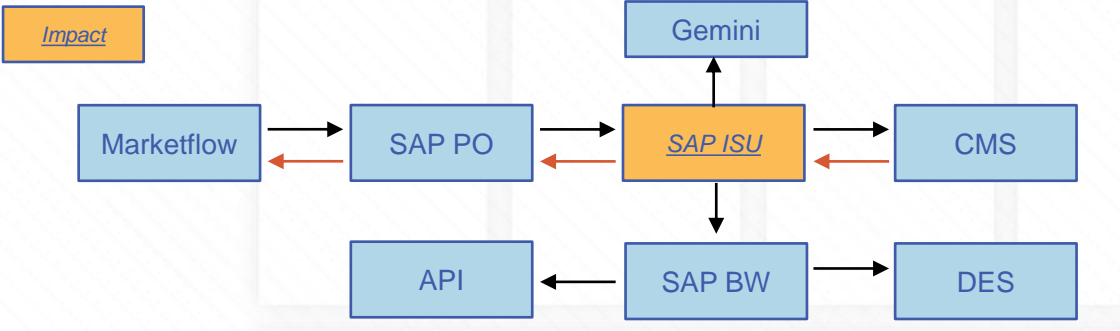 Impact
Gemini
Marketflow
SAP PO
SAP ISU
CMS
API
SAP BW
DES